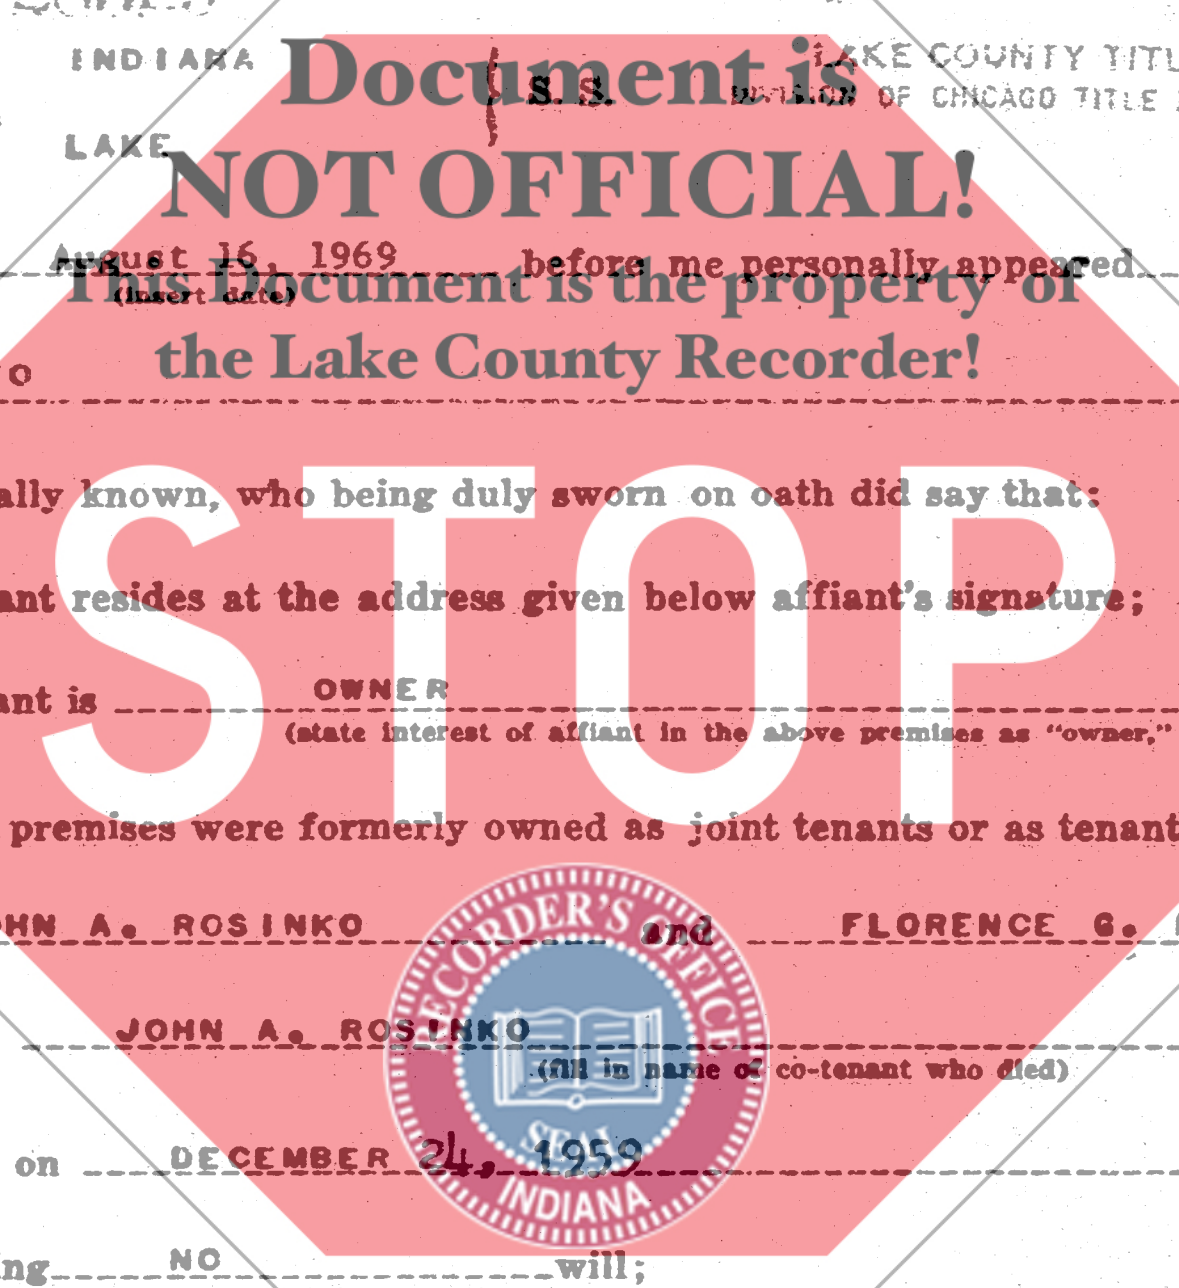 INDIANA
S. S.
LAKE COUNTY TITL
DIVISION OF CHICAGO TITLE
LAKE
Document is
NOT OFFICIAL!
August 16, 1969 before me personally appeared
(insert date)
This Document is the property of
the Lake County Recorder!
O
STOP
ally known, who being duly sworn on oath did say that:
ant resides at the address given below affiant's signature;
ant is OWNER
(state interest of affiant in the above premises as "owner,"
premises were formerly owned as joint tenants or as tenant
OHN A. ROSINKO and FLORENCE G.
JOHN A. ROSINKO
(fill in name of co-tenant who died)
on DECEMBER 24, 1959
ing NO will;
RECORDER'S OFFICE
SEAL
INDIANA